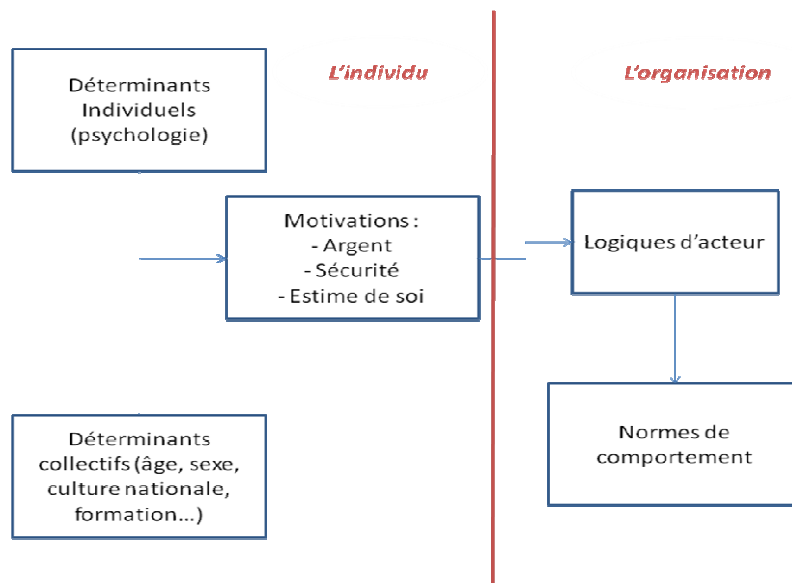 L'individu
L'organisation
Déterminants
Individuels
(psychologie)
Motivations :
- Argent
- Sécurité
- Estime de soi
Logiques d'acteur
Déterminants
collectifs (âge, sexe,
culture nationale,
formation...)
Normes de
comportement